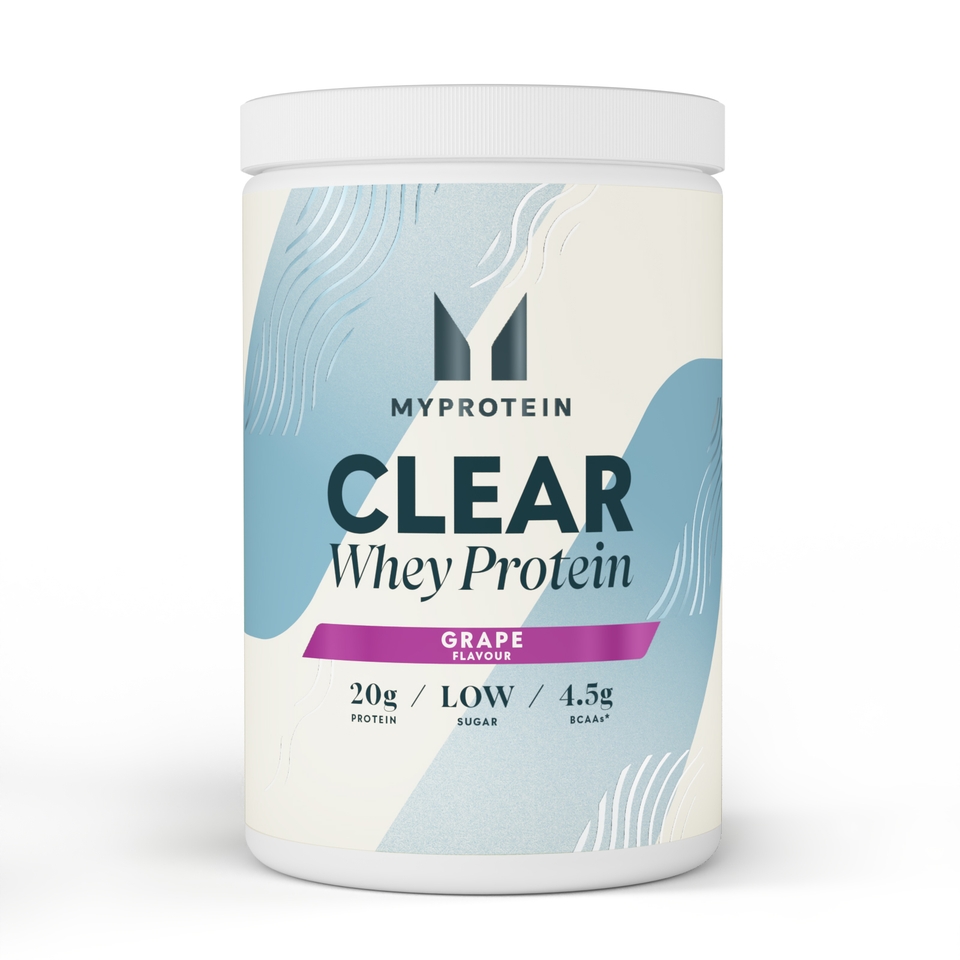 MYPROTEIN
CLEAR
Whey Protein
GRAPE
FLAVOUR
20g / LOW / 4.5g
PROTEIN SUGAR BCAAs*